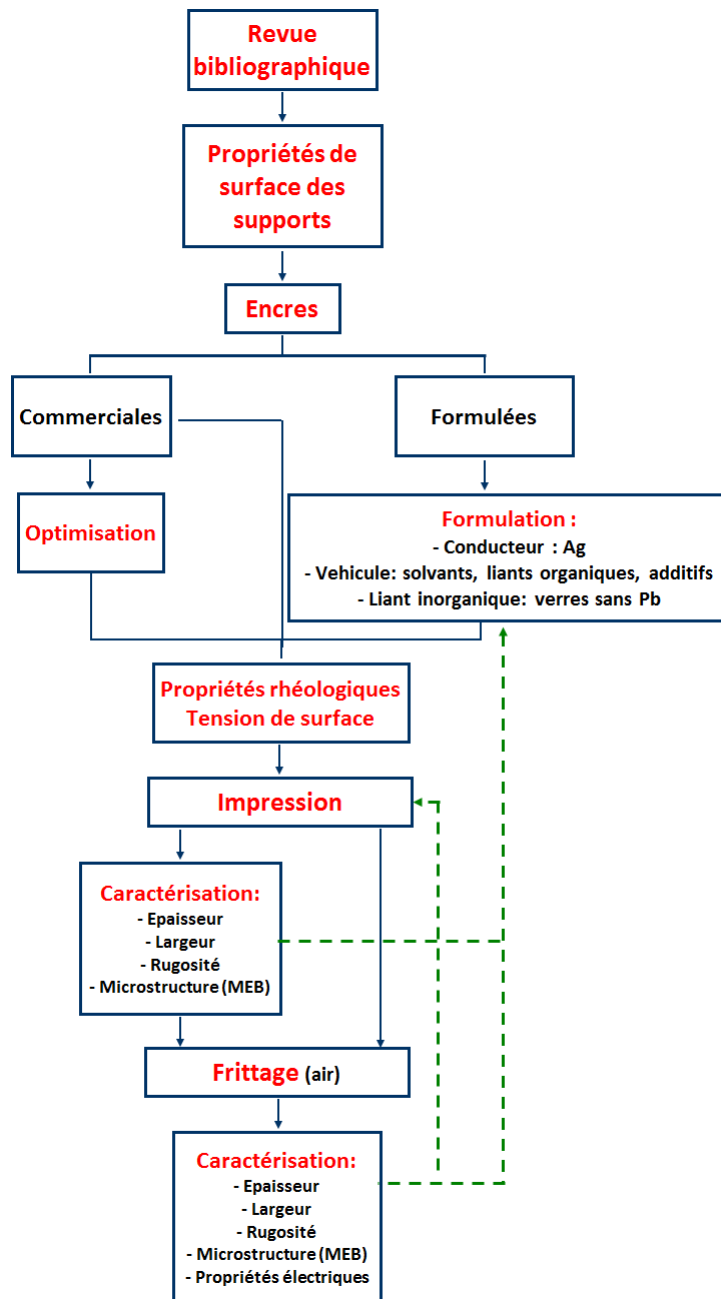 Revue
bibliographique
Propriétés de
surface des
supports
Encres
Commerciales
Formulées
Optimisation
Formulation :
- Conducteur : Ag
- Vehicule: solvants, liants organiques, additifs
- Liant inorganique: verres sans Pb
Propriétés rhéologiques
Tension de surface
Impression
Caractérisation:
- Epaisseur
- Largeur
- Rugosité
- Microstructure (MEB)
Frittage (air)
Caractérisation:
- Epaisseur
- Largeur
- Rugosité
- Microstructure (MEB)
- Propriétés électriques